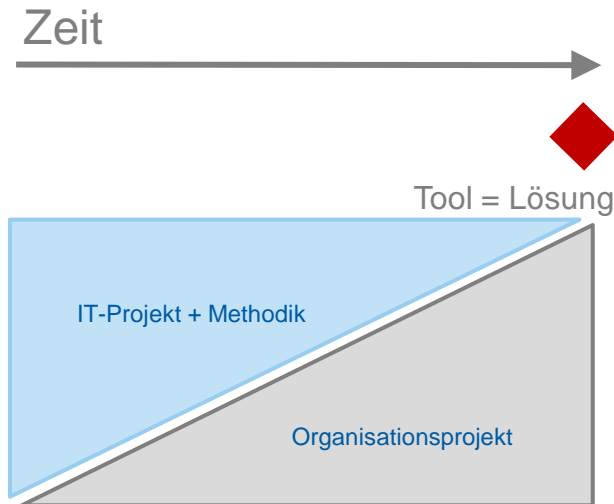 Zeit
Tool = Lösung
IT-Projekt + Methodik
Organisationsprojekt